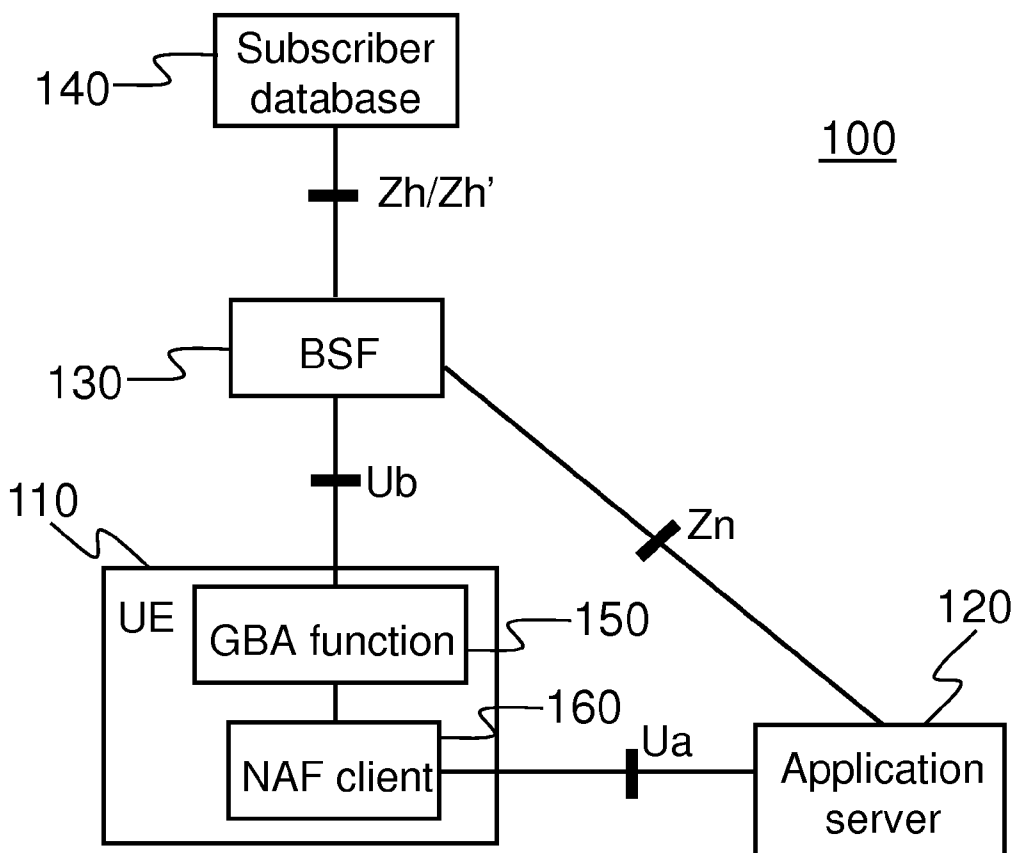 Subscriber
database
140
100
Zh/Zh’
BSF
130
Ub
110
Zn
UE
GBA function
150
120
160
NAF client
Ua
Application
server